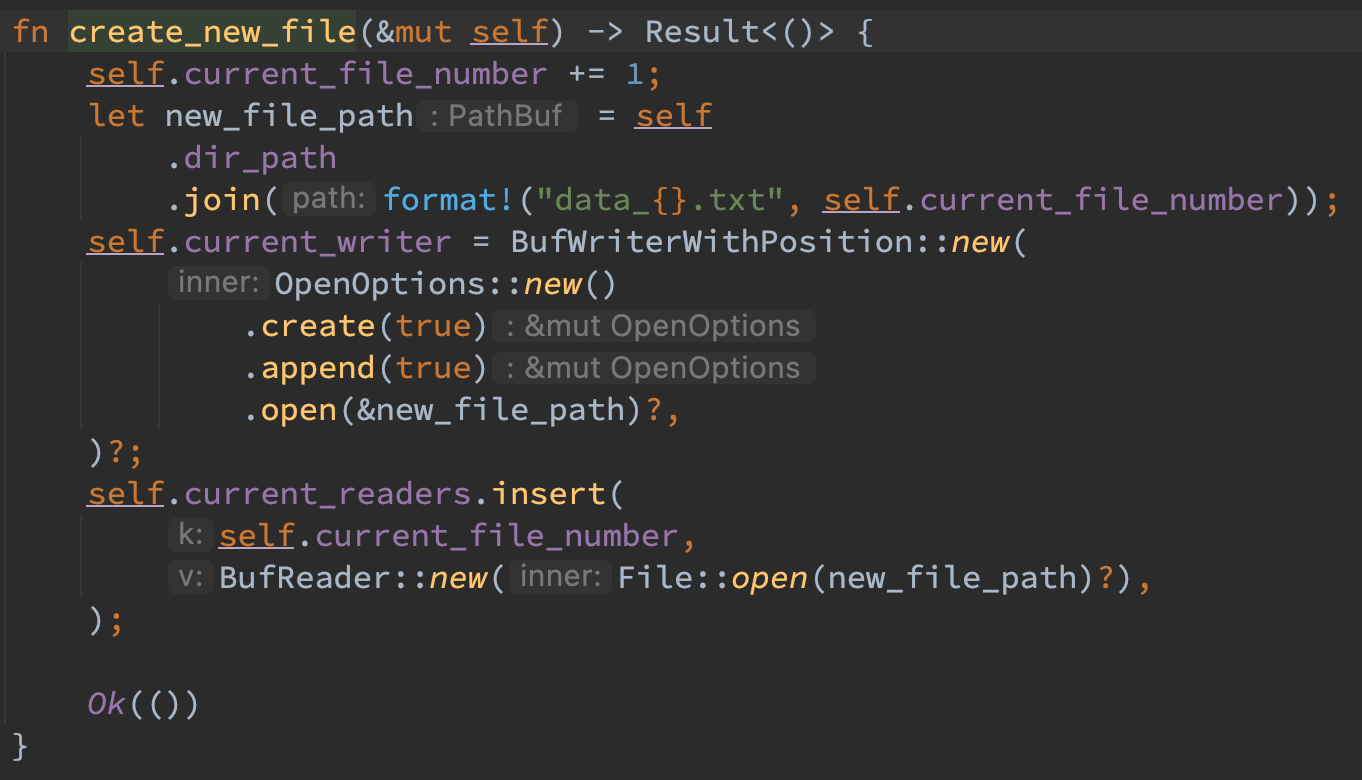 fn create_new_file(&mut self) -> Result<()> {
    self.current_file_number += 1;
    let new_file_path : PathBuf = self
        .dir_path
        .join( path: format!("data_{}.txt", self.current_file_number));
    self.current_writer = BufWriterWithPosition::new(
        inner: OpenOptions::new()
            .create(true) : &mut OpenOptions
            .append(true) : &mut OpenOptions
            .open(&new_file_path)?,
    )?;
    self.current_readers.insert(
        k: self.current_file_number,
        v: BufReader::new( inner: File::open(new_file_path)?),
    );

    Ok(())
}